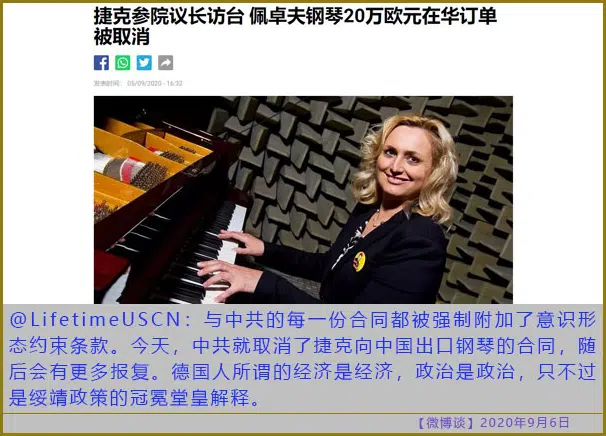 捷克参院议长访台 佩卓夫钢琴20万欧元在华订单
被取消
发表时间: 05/09/2020 - 16:32
@LifetimeUSCN：与中共的每一份合同都被强制附加了意识形
态约束条款。今天，中共就取消了捷克向中国出口钢琴的合同，随
后会有更多报复。德国人所谓的经济是经济，政治是政治，只不过
是绥靖政策的冠冕堂皇解释。
【微博谈】2020年9月6日